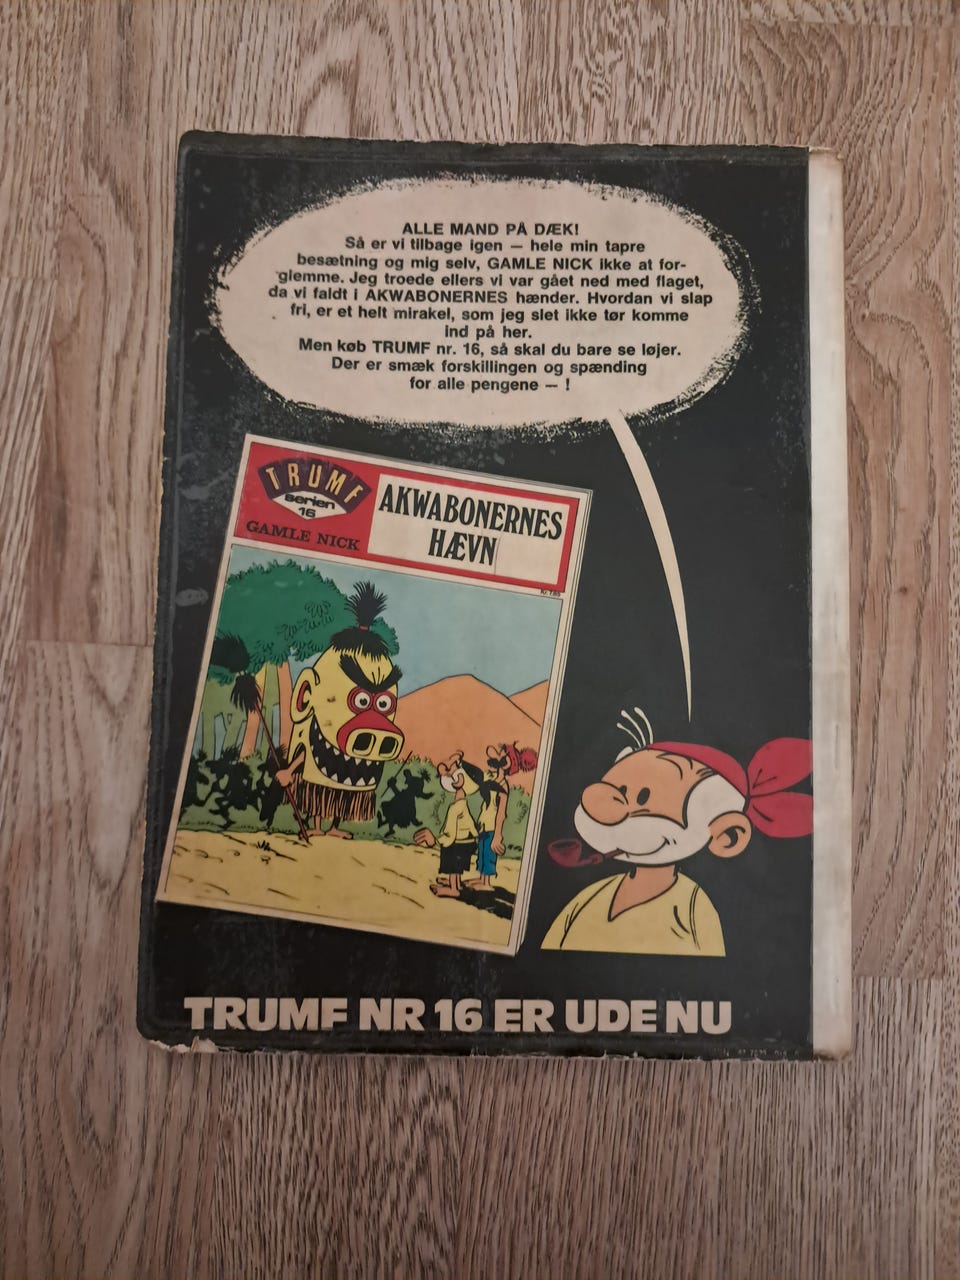 ALLE MAND PÅ DÆK!
Så er vi tilbage igen — hele min tapre
besætning og mig selv, GAMLE NICK ikke at for-
glemme. Jeg troede ellers vi var gået ned med flaget,
da vi faldt i AKWABONERNES hænder. Hvordan vi slap
fri, er et helt mirakel, som jeg slet ikke tør komme
ind på her.
Men køb TRUMF nr. 16, så skal du bare se løjer.
Der er smæk forskillingen og spænding
for alle pengene — !
TRUMF
serien
16
GAMLE NICK
AKWABONERNES
HÆVN
TRUMF NR 16 ER UDE NU